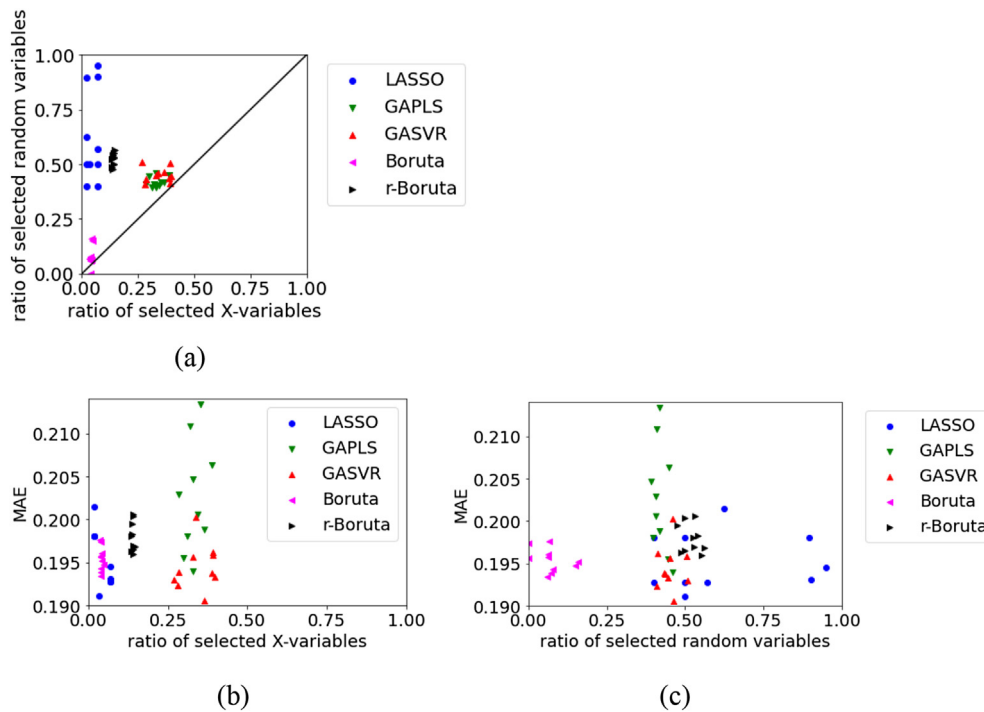 1.00
0.75
0.50
0.25
0.00
ratio of selected random variables
0.00 0.25 0.50 0.75 1.00
ratio of selected X-variables
LASSO
GAPLS
GASVR
Boruta
r-Boruta
(a)
0.210
0.205
0.200
0.195
0.190
MAE
0.00 0.25 0.50 0.75 1.00
ratio of selected X-variables
LASSO
GAPLS
GASVR
Boruta
r-Boruta
(b)
0.210
0.205
0.200
0.195
0.190
MAE
0.00 0.25 0.50 0.75 1.00
ratio of selected random variables
LASSO
GAPLS
GASVR
Boruta
r-Boruta
(c)